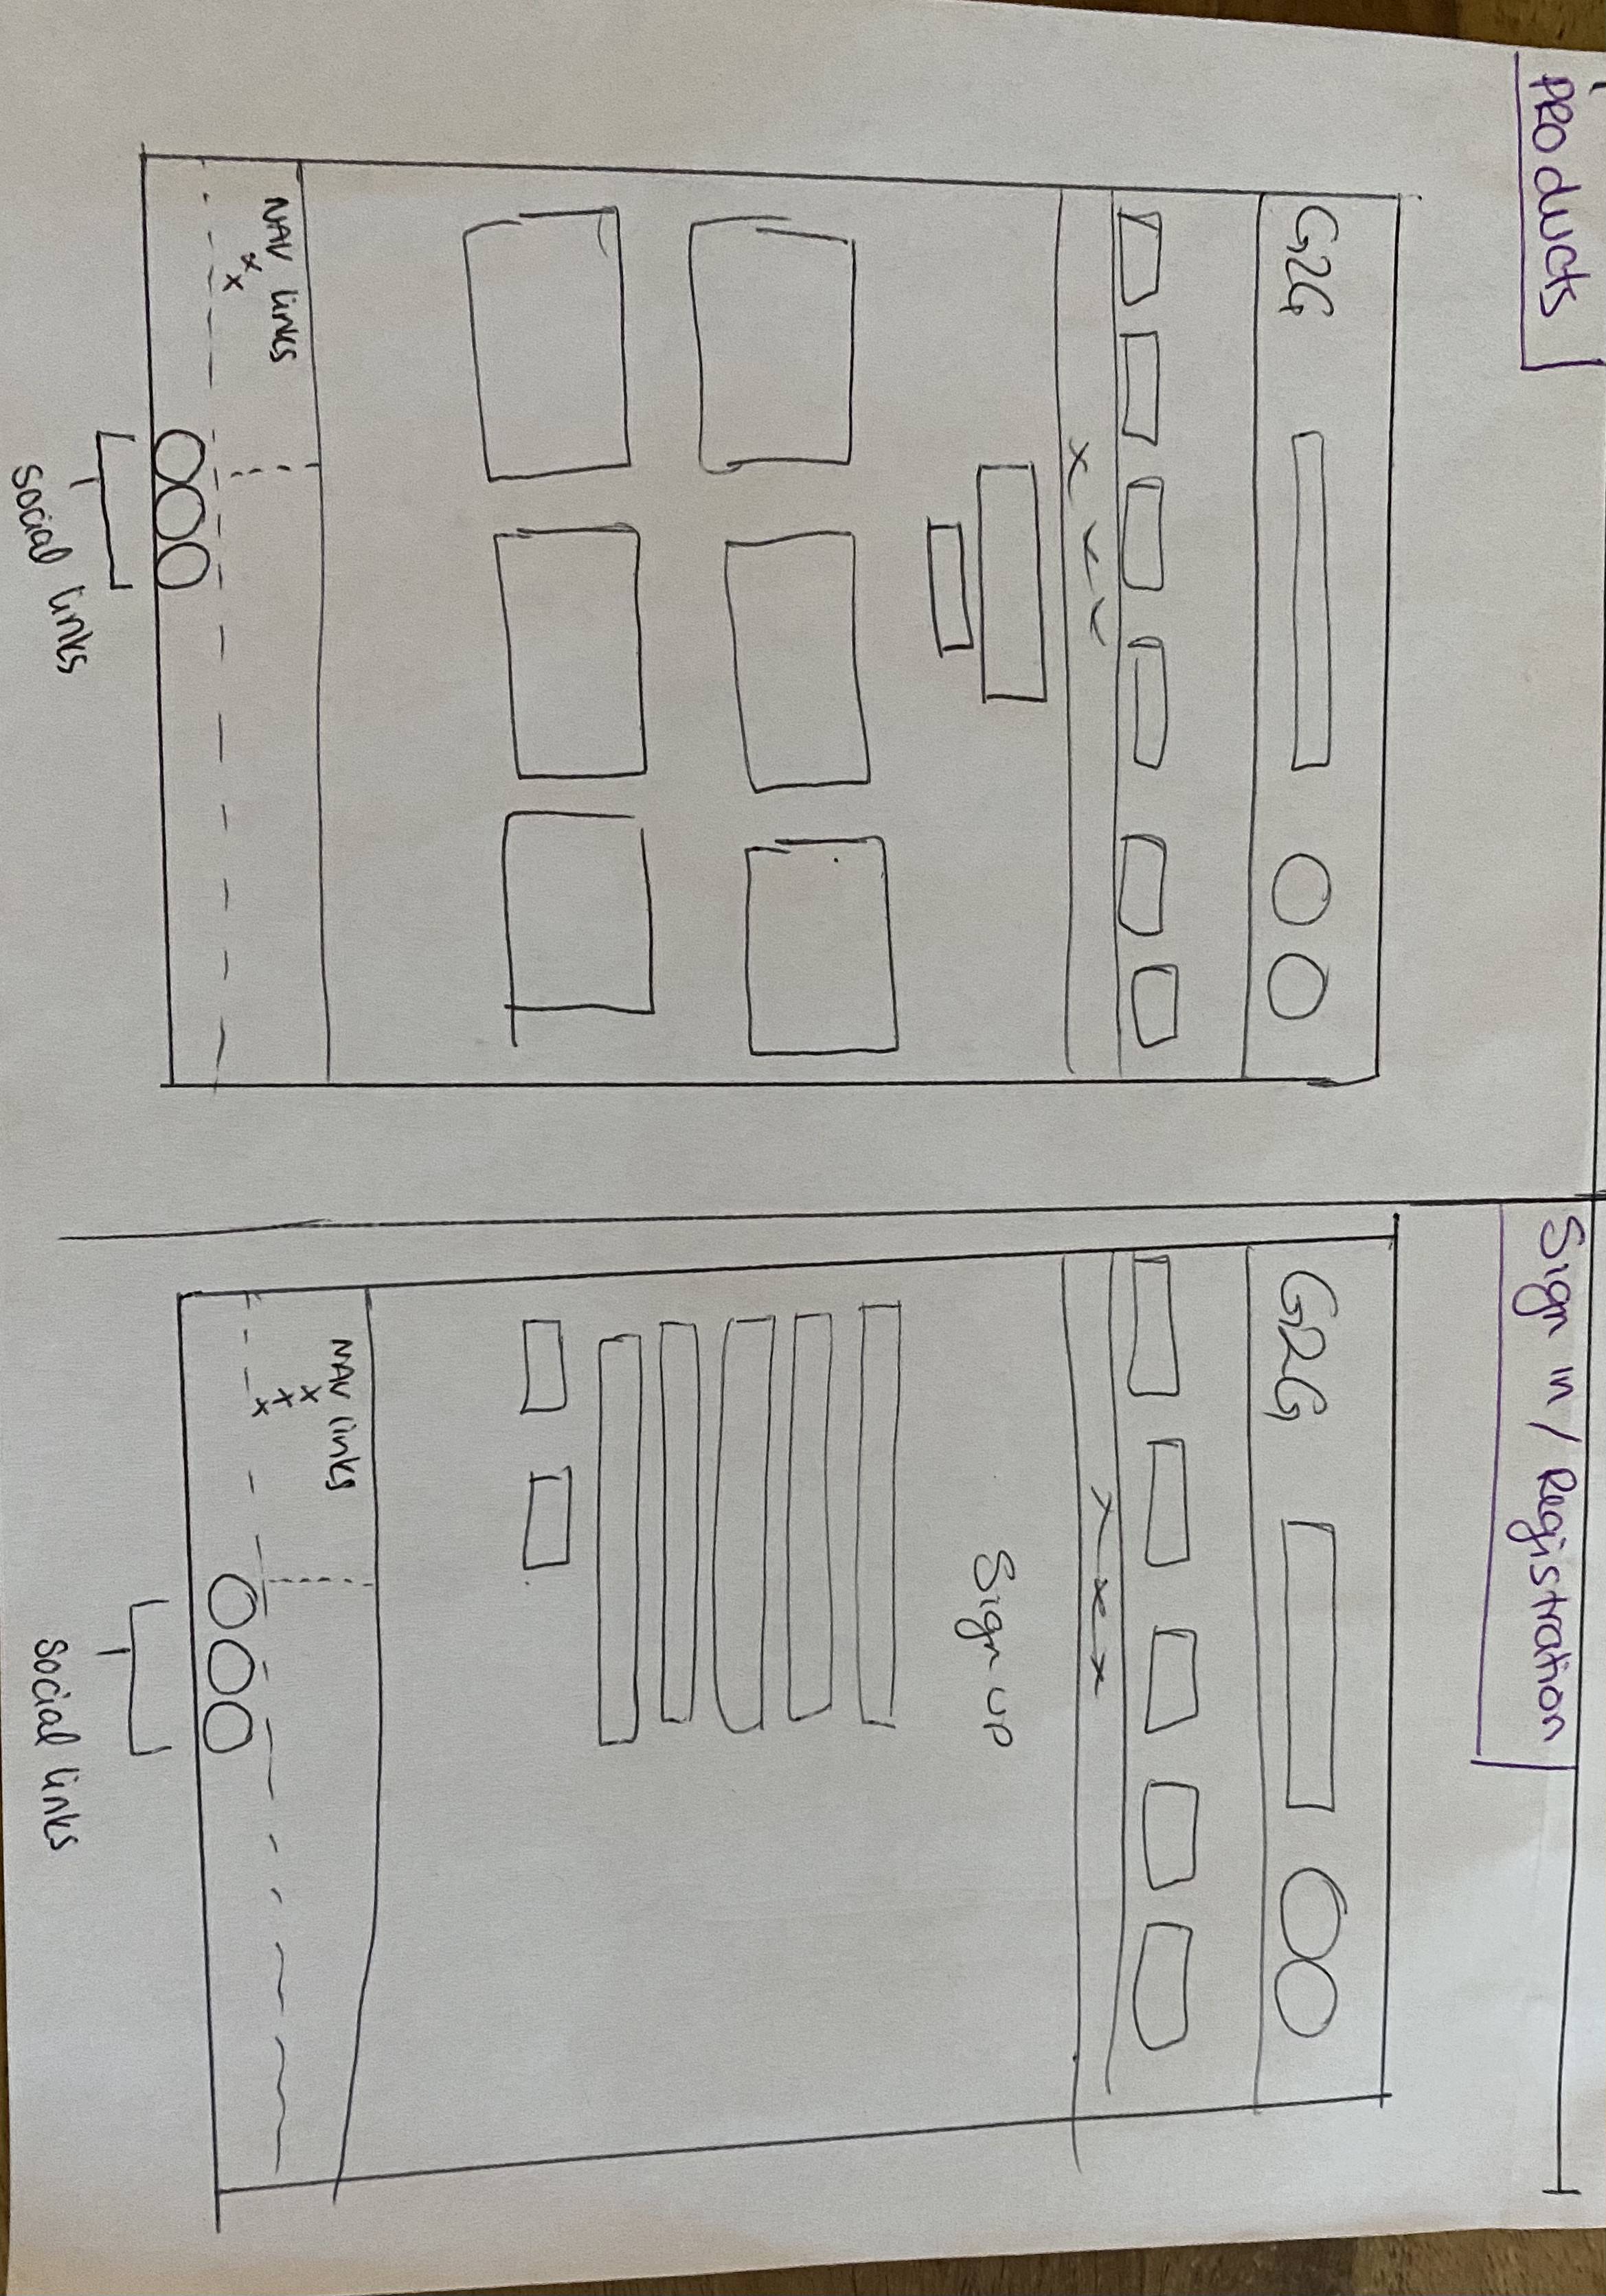 Products
G2G
NAV links
Social links
Sign in / Registration
G2G
Sign up
NAV links
Social links